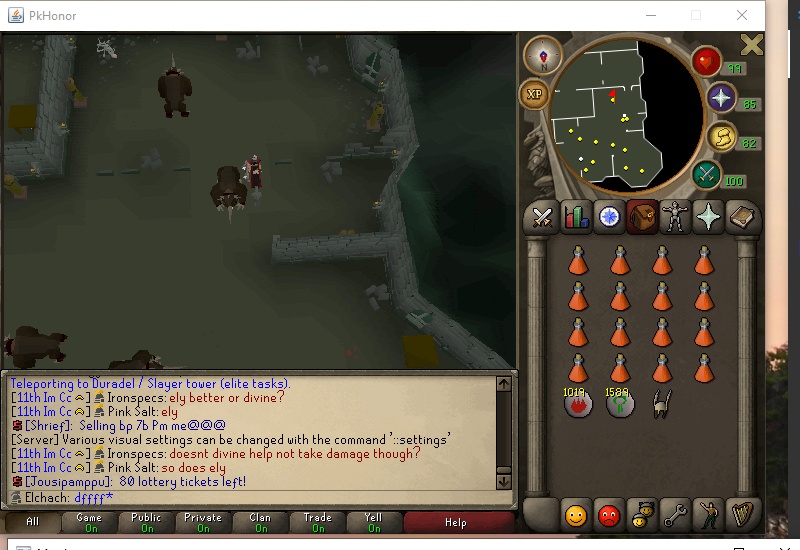 PkHonor
N
XP
99
85
82
100
1019
1589
Teleporting to Duradel / Slayer tower (elite tasks).
[11th Im Cc] Ironspecs: ely better or divine?
[11th Im Cc] Pink Salt: ely
[Shrief]: Selling bp 7b Pm me@@@
[Server] Various visual settings can be changed with the command '::settings'
[11th Im Cc] Ironspecs: doesnt divine help not take damage though?
[11th Im Cc] Pink Salt: so does ely
[Jousipamppu]: 80 lottery tickets left!
Elchach: dffff*
All Game On Public On Private On Clan On Trade On Yell On Help